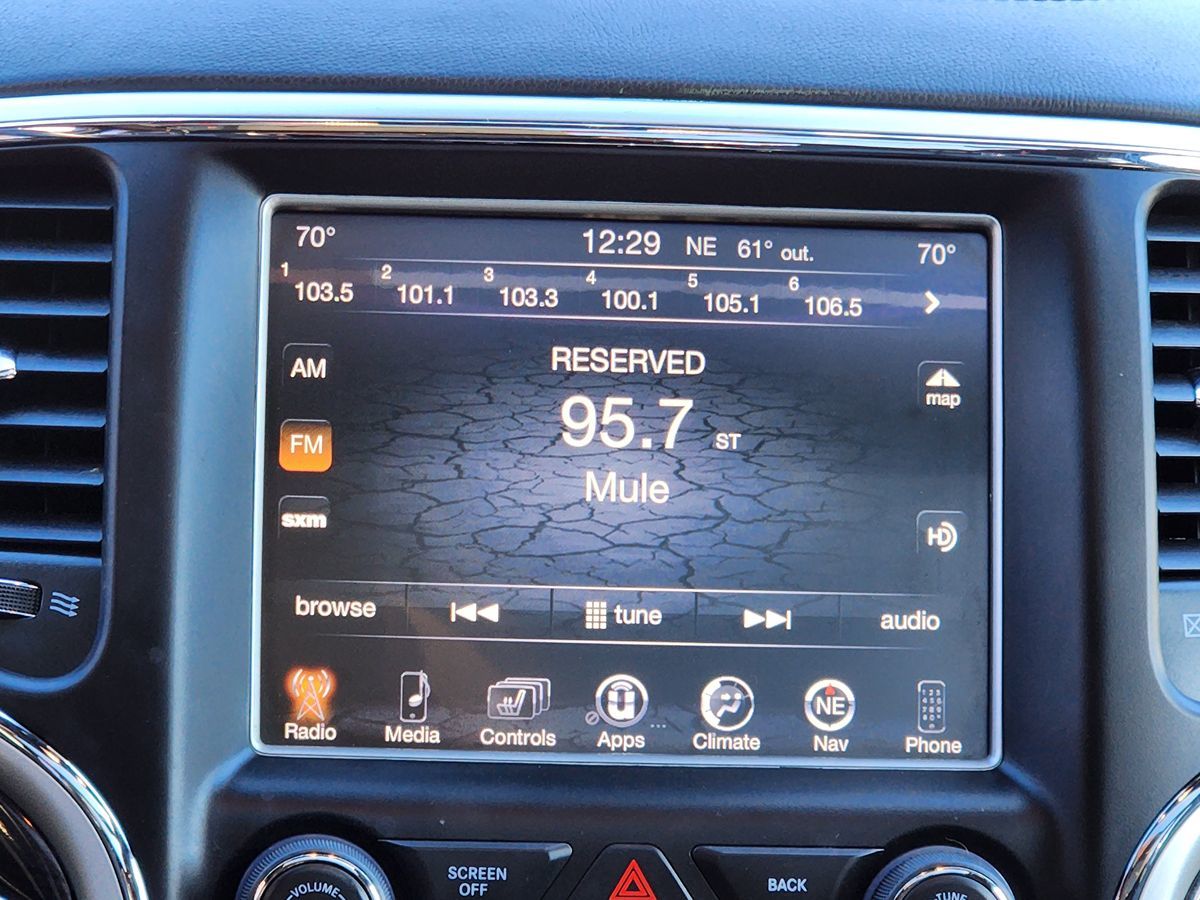 70° 12:29 NE 61° out. 70°
1 103.5 2 101.1 3 103.3 4 100.1 5 105.1 6 106.5
RESERVED
AM
map
95.7 ST
FM
Mule
sxm
HD
browse tune audio
NE
Radio Media Controls Apps Climate Nav Phone
SCREEN
OFF
BACK
VOLUME
TUNE